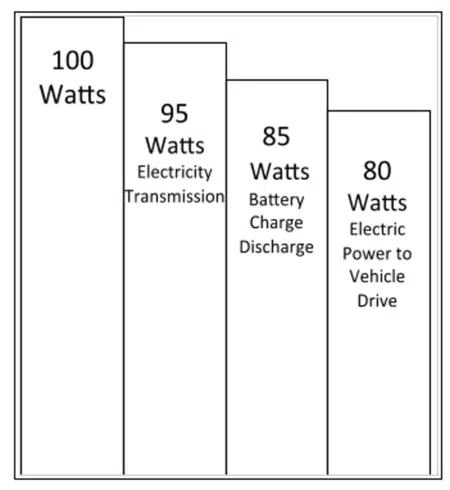 100
Watts
95
Watts
Electricity
Transmission
85
Watts
Battery
Charge
Discharge
80
Watts
Electric
Power to
Vehicle
Drive